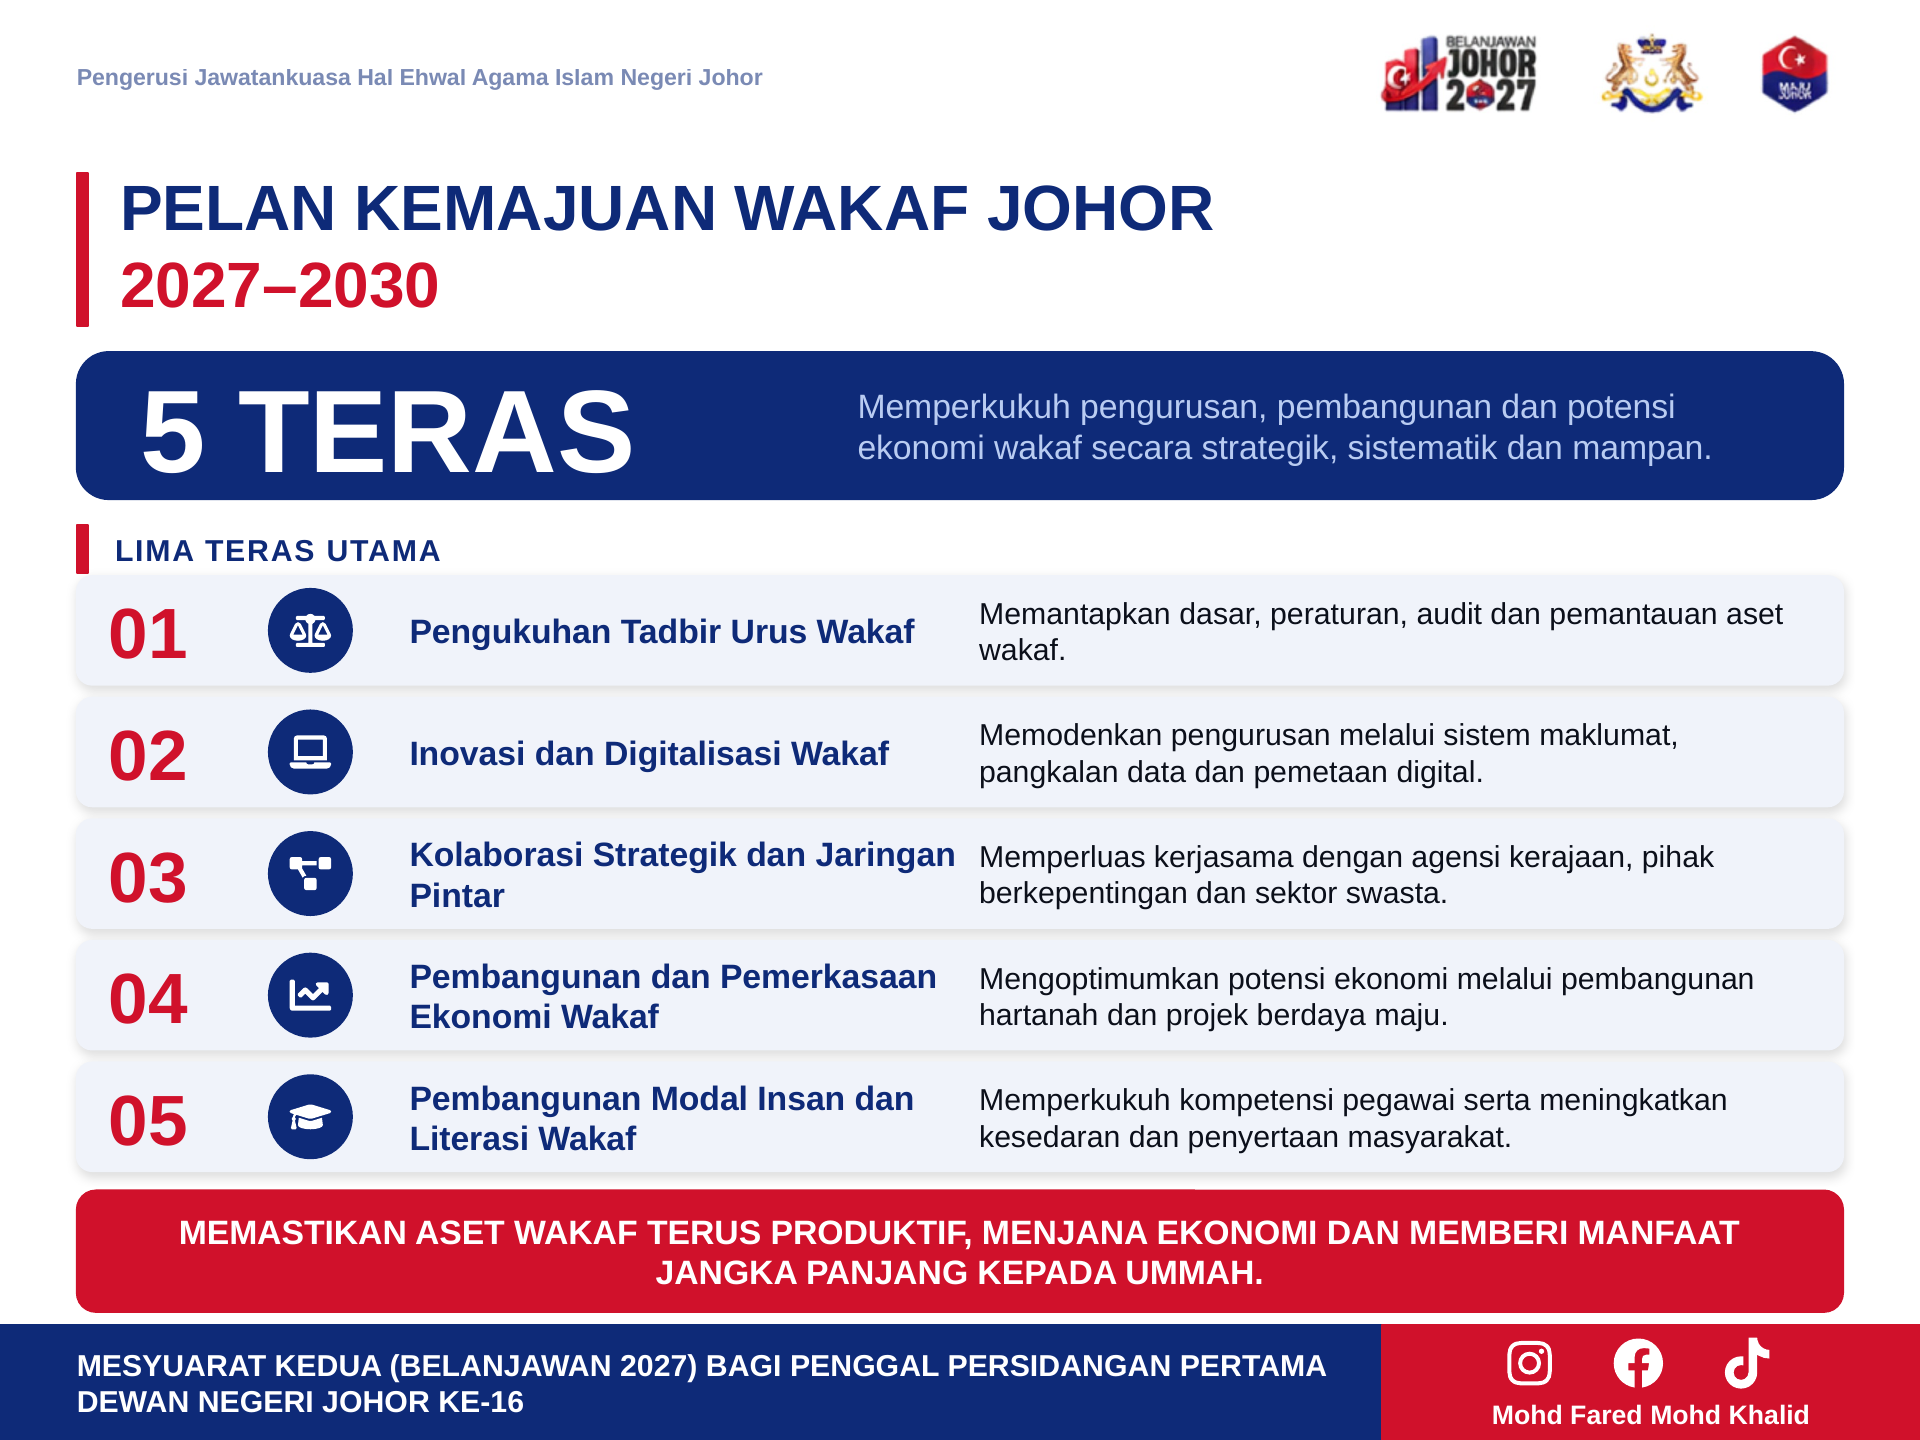 Pengerusi Jawatankuasa Hal Ehwal Agama Islam Negeri Johor
BELANJAWAN
JOHOR
2027
MAJU
JOHOR
PELAN KEMAJUAN WAKAF JOHOR
2027–2030
5 TERAS
Memperkukuh pengurusan, pembangunan dan potensi
ekonomi wakaf secara strategik, sistematik dan mampan.
LIMA TERAS UTAMA
01
Pengukuhan Tadbir Urus Wakaf
Memantapkan dasar, peraturan, audit dan pemantauan aset
wakaf.
02
Inovasi dan Digitalisasi Wakaf
Memodenkan pengurusan melalui sistem maklumat,
pangkalan data dan pemetaan digital.
03
Kolaborasi Strategik dan Jaringan
Pintar
Memperluas kerjasama dengan agensi kerajaan, pihak
berkepentingan dan sektor swasta.
04
Pembangunan dan Pemerkasaan
Ekonomi Wakaf
Mengoptimumkan potensi ekonomi melalui pembangunan
hartanah dan projek berdaya maju.
05
Pembangunan Modal Insan dan
Literasi Wakaf
Memperkukuh kompetensi pegawai serta meningkatkan
kesedaran dan penyertaan masyarakat.
MEMASTIKAN ASET WAKAF TERUS PRODUKTIF, MENJANA EKONOMI DAN MEMBERI MANFAAT
JANGKA PANJANG KEPADA UMMAH.
MESYUARAT KEDUA (BELANJAWAN 2027) BAGI PENGGAL PERSIDANGAN PERTAMA
DEWAN NEGERI JOHOR KE-16
Mohd Fared Mohd Khalid